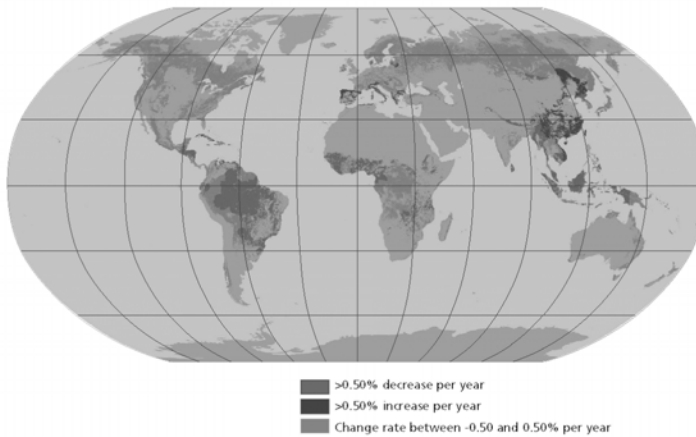 >0.50% decrease per year
>0.50% increase per year
Change rate between -0.50 and 0.50% per year